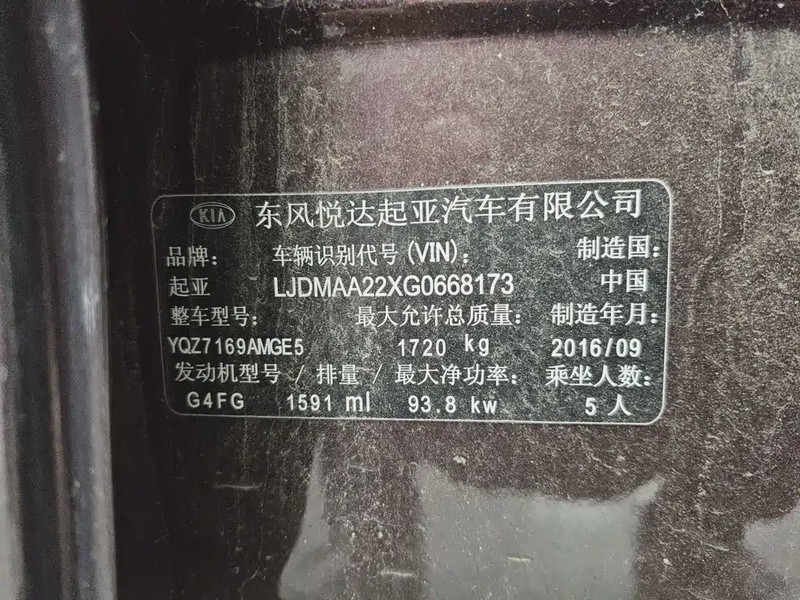 KIA 东风悦达起亚汽车有限公司
品牌: 车辆识别代号(VIN): 制造国:
起亚 LJDMAA22XG0668173 中国
整车型号: 最大允许总质量: 制造年月:
YQZ7169AMGE5 1720 kg 2016/09
发动机型号 / 排量 / 最大净功率: 乘坐人数:
G4FG 1591 ml 93.8 kw 5 人